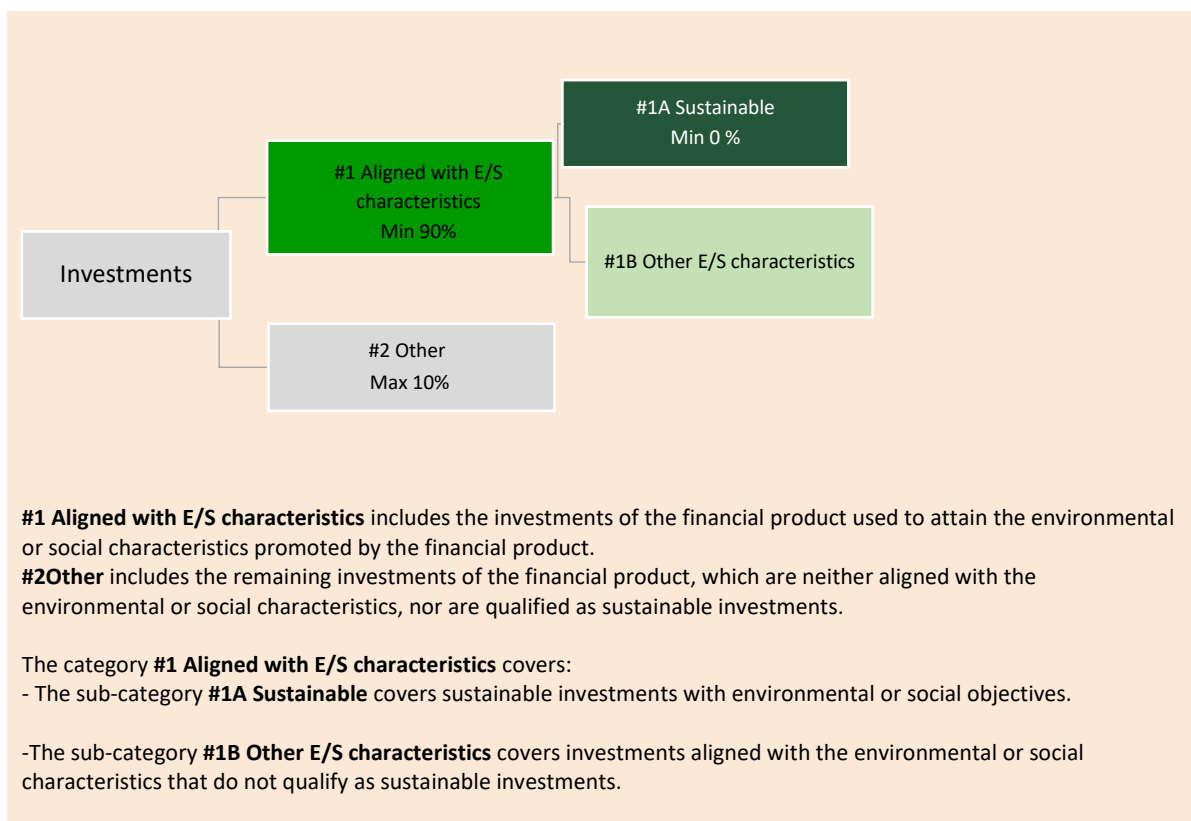 #1A Sustainable
Min 0 %
#1 Aligned with E/S
characteristics
Min 90%
#1B Other E/S characteristics
Investments
#2 Other
Max 10%
#1 Aligned with E/S characteristics includes the investments of the financial product used to attain the environmental
or social characteristics promoted by the financial product.
#2Other includes the remaining investments of the financial product, which are neither aligned with the
environmental or social characteristics, nor are qualified as sustainable investments.
The category #1 Aligned with E/S characteristics covers:
- The sub-category #1A Sustainable covers sustainable investments with environmental or social objectives.
-The sub-category #1B Other E/S characteristics covers investments aligned with the environmental or social
characteristics that do not qualify as sustainable investments.